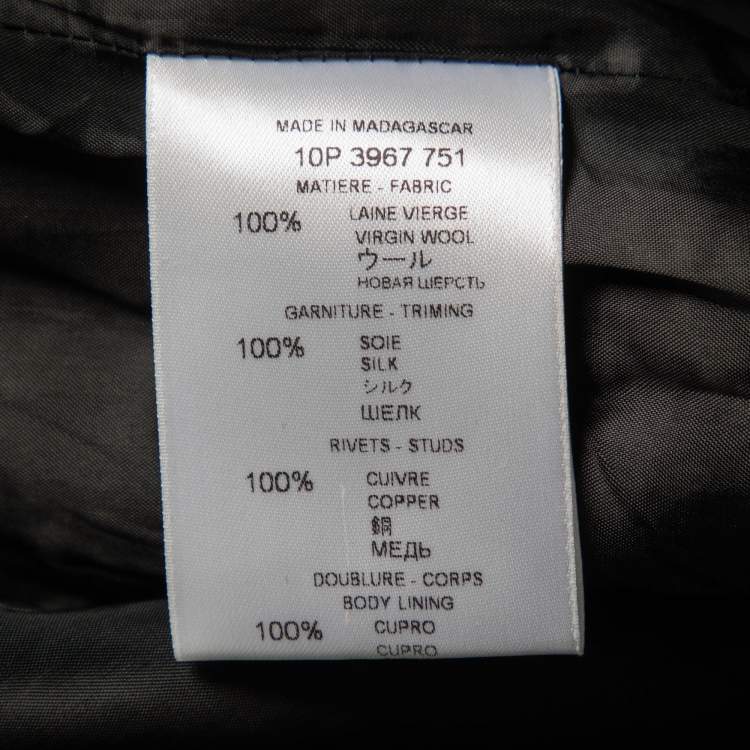 MADE IN MADAGASCAR
10P 3967 751
MATIERE - FABRIC
100% LAINE VIERGE
VIRGIN WOOL
ウール
НОВАЯ ШЕРСТЬ
GARNITURE - TRIMING
100% SOIE
SILK
シルク
ШЕЛК
RIVETS - STUDS
100% CUIVRE
COPPER
銅
МЕДЬ
DOUBLURE - CORPS
BODY LINING
100% CUPRO
CUPRO